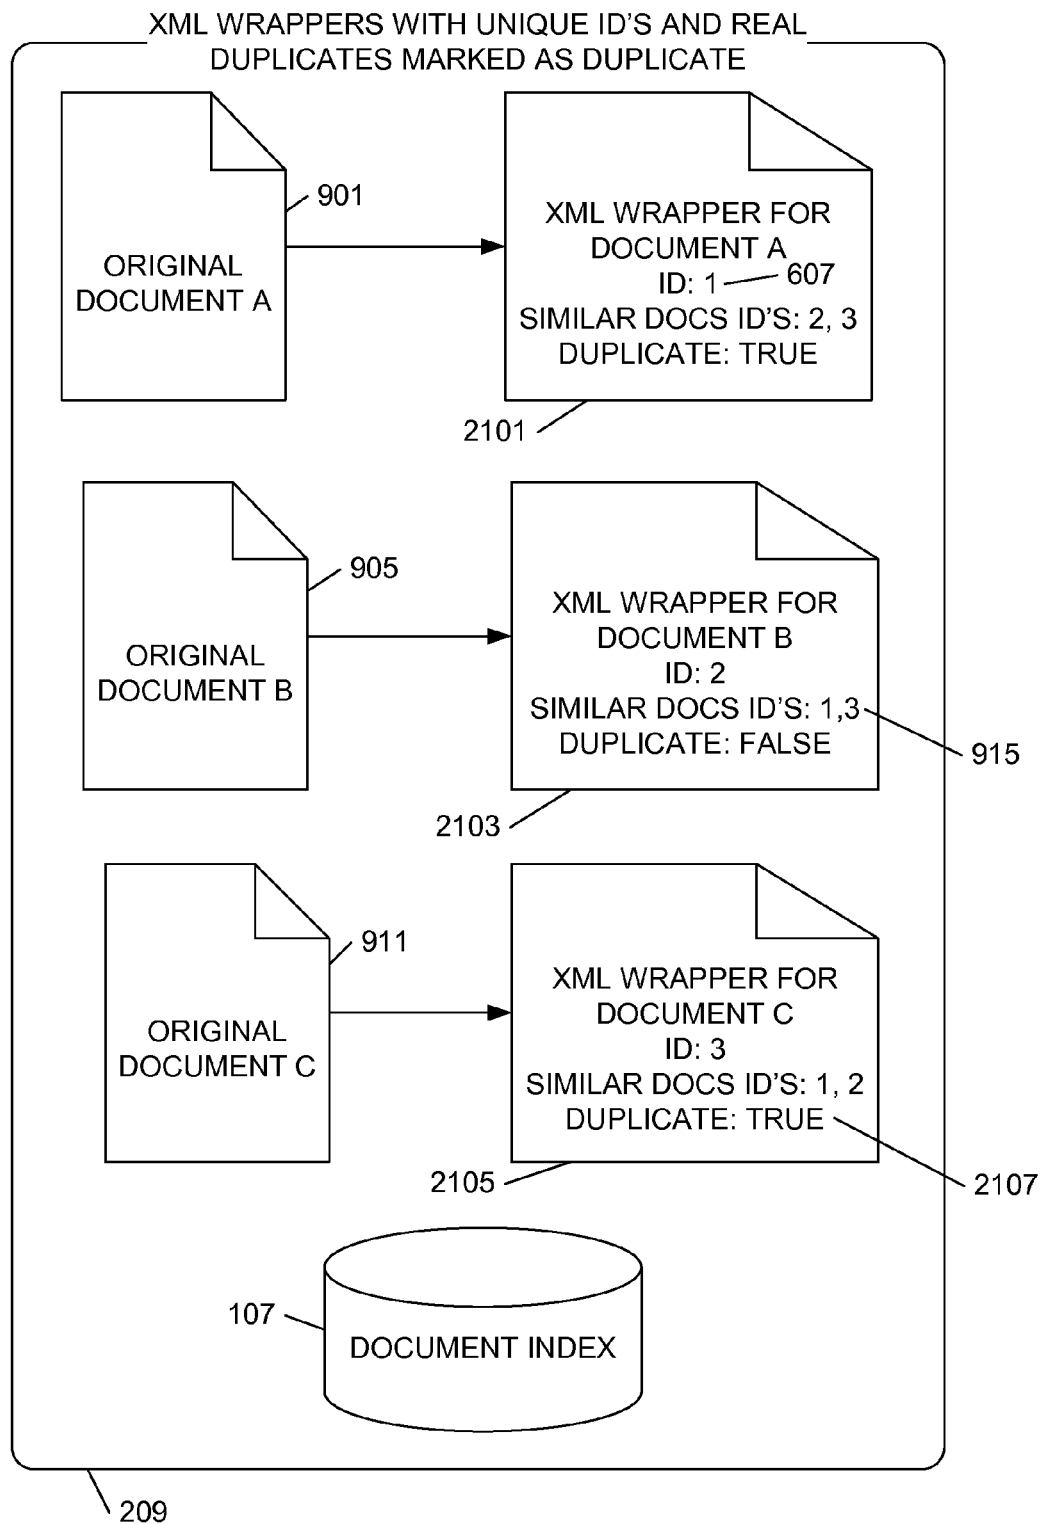 XML WRAPPERS WITH UNIQUE ID'S AND REAL
DUPLICATES MARKED AS DUPLICATE
901
ORIGINAL
DOCUMENT A
XML WRAPPER FOR
DOCUMENT A
ID: 1
607
SIMILAR DOCS ID'S: 2, 3
DUPLICATE: TRUE
2101
905
ORIGINAL
DOCUMENT B
XML WRAPPER FOR
DOCUMENT B
ID: 2
SIMILAR DOCS ID'S: 1,3
DUPLICATE: FALSE
915
2103
911
ORIGINAL
DOCUMENT C
XML WRAPPER FOR
DOCUMENT C
ID: 3
SIMILAR DOCS ID'S: 1, 2
DUPLICATE: TRUE
2105
2107
107
DOCUMENT INDEX
209